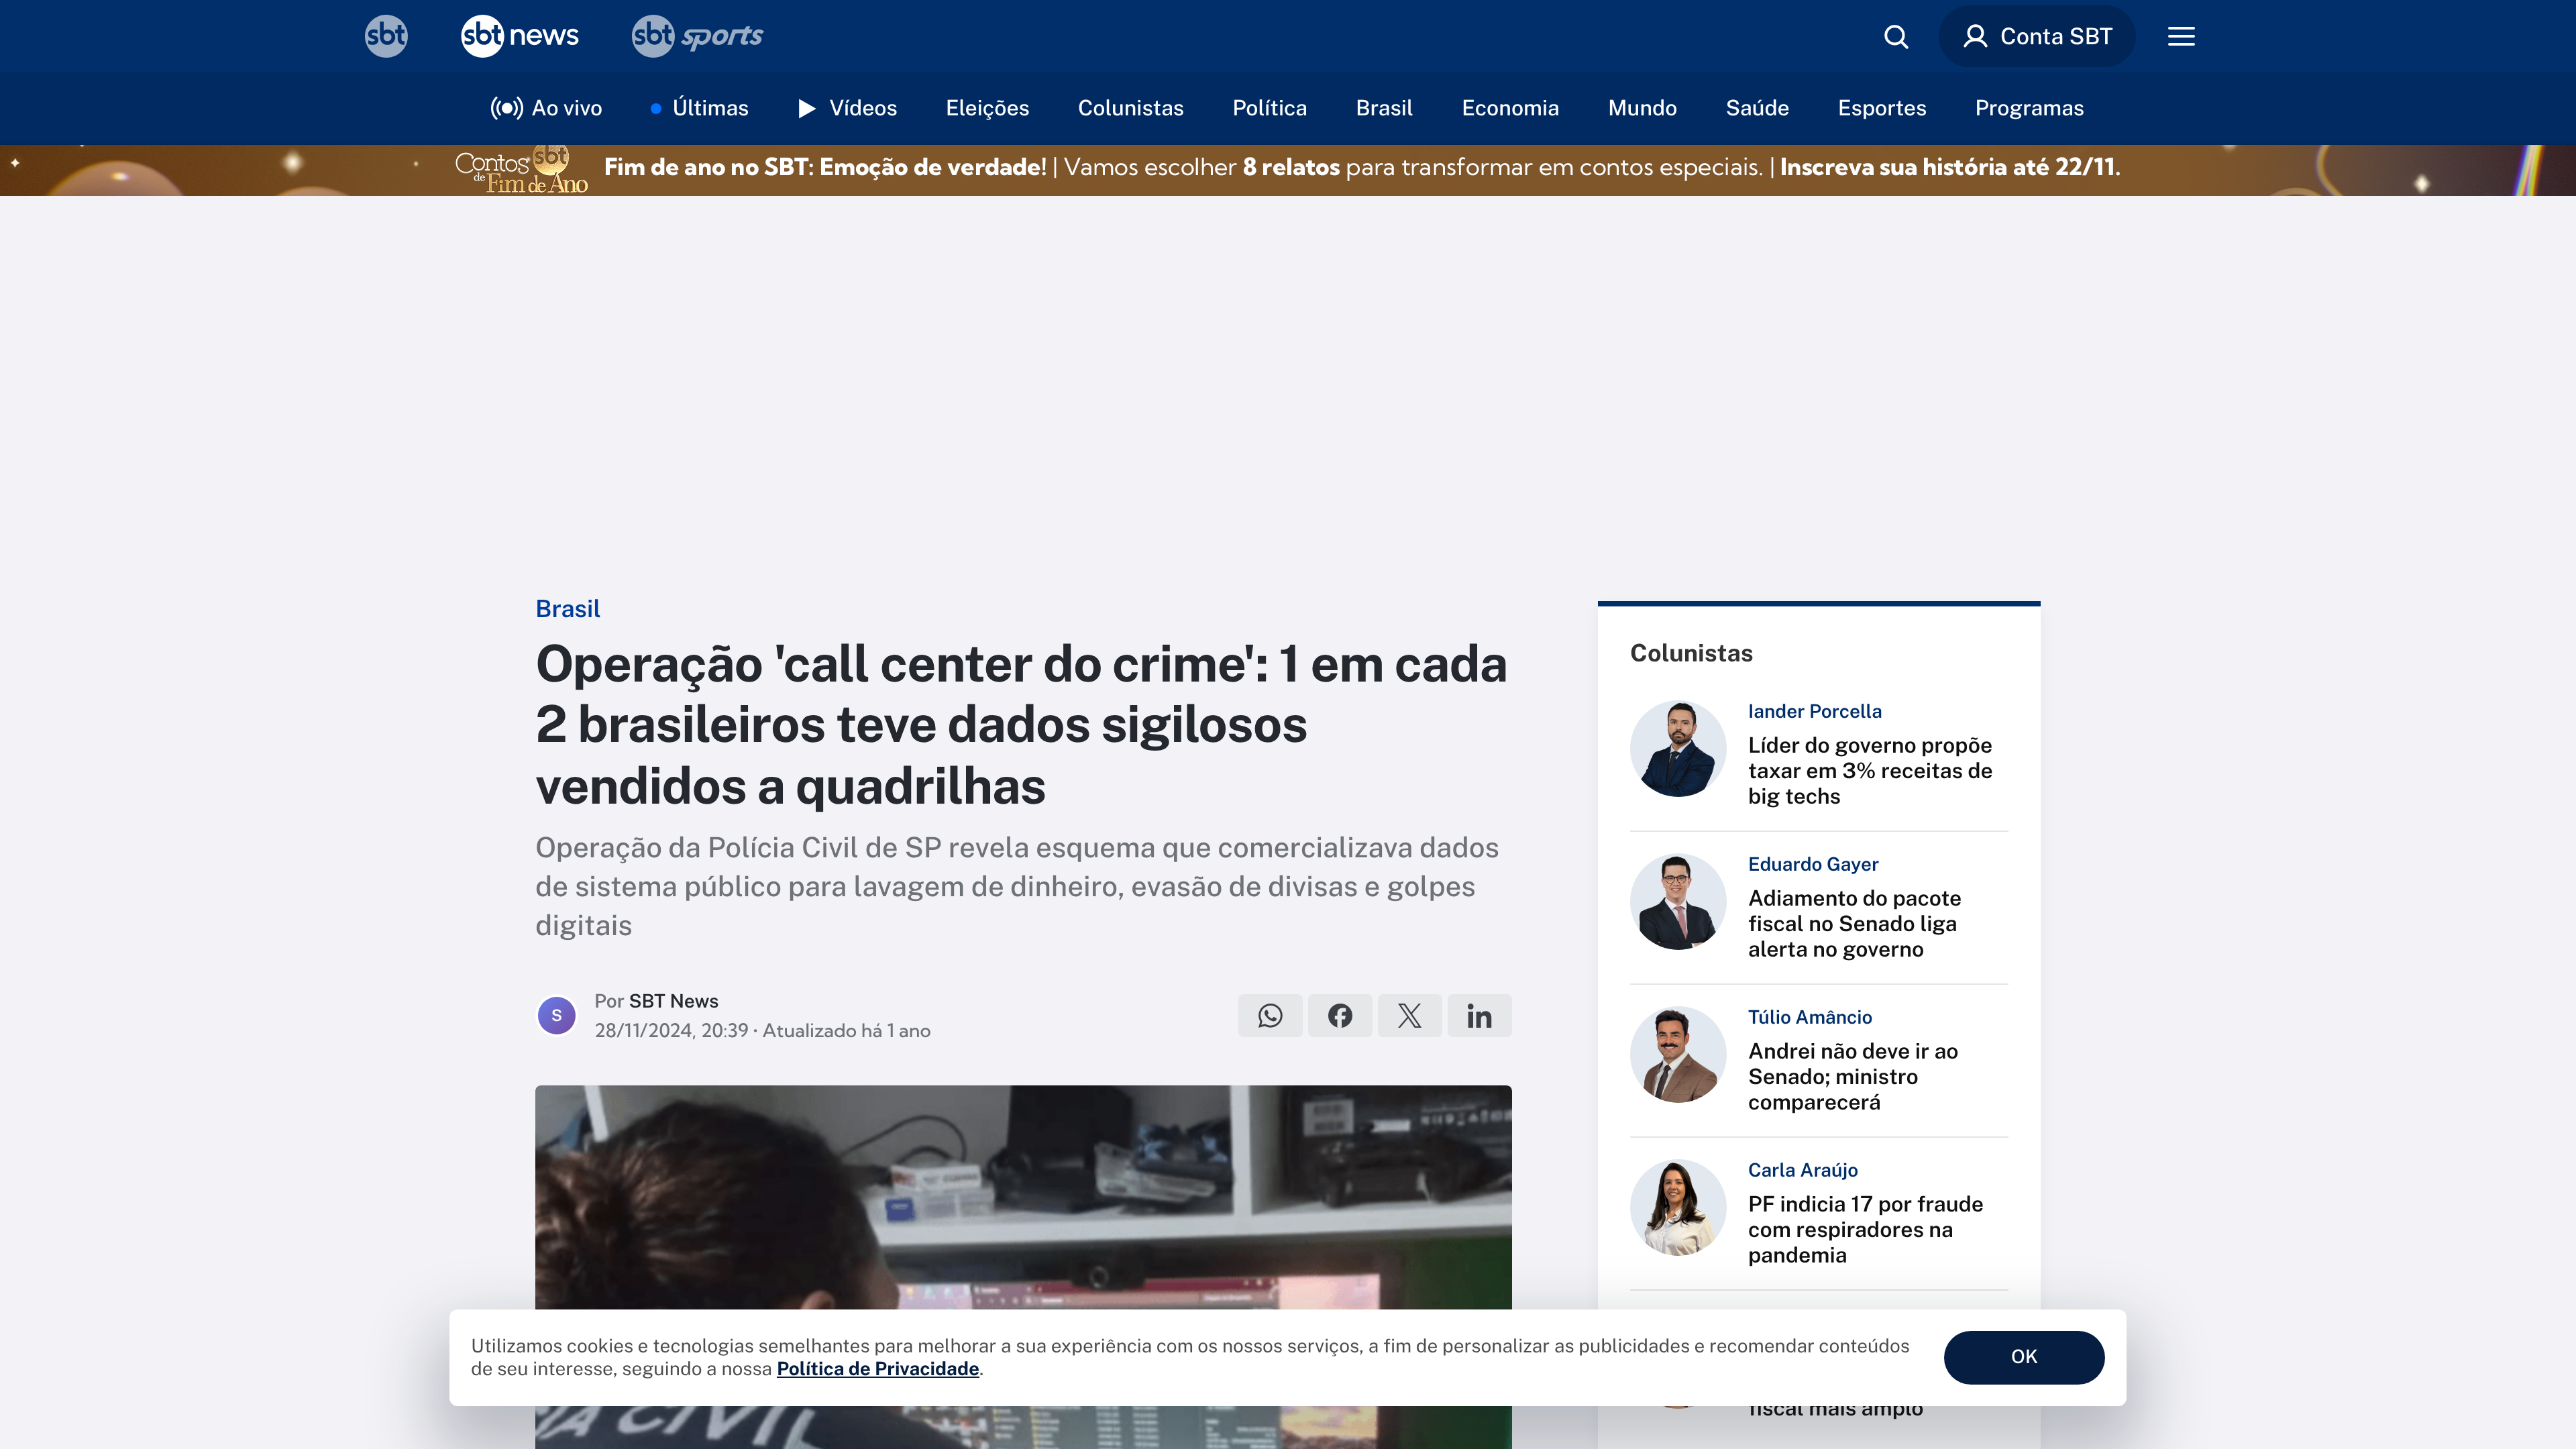 sbt
sbt news
sbt sports
Conta SBT
Ao vivo
Últimas
Vídeos
Eleições
Colunistas
Política
Brasil
Economia
Mundo
Saúde
Esportes
Programas
Contos sbt
de Fim de Ano
Fim de ano no SBT: Emoção de verdade! | Vamos escolher 8 relatos para transformar em contos especiais. | Inscreva sua história até 22/11.
Brasil
Operação 'call center do crime': 1 em cada
2 brasileiros teve dados sigilosos
vendidos a quadrilhas
Operação da Polícia Civil de SP revela esquema que comercializava dados
de sistema público para lavagem de dinheiro, evasão de divisas e golpes
digitais
S
Por SBT News
28/11/2024, 20:39 • Atualizado há 1 ano
Colunistas
Iander Porcella
Líder do governo propõe
taxar em 3% receitas de
big techs
Eduardo Gayer
Adiamento do pacote
fiscal no Senado liga
alerta no governo
Túlio Amâncio
Andrei não deve ir ao
Senado; ministro
comparecerá
Carla Araújo
PF indicia 17 por fraude
com respiradores na
pandemia
fiscal mais amplo
Utilizamos cookies e tecnologias semelhantes para melhorar a sua experiência com os nossos serviços, a fim de personalizar as publicidades e recomendar conteúdos
de seu interesse, seguindo a nossa Política de Privacidade.
OK
CIVIL